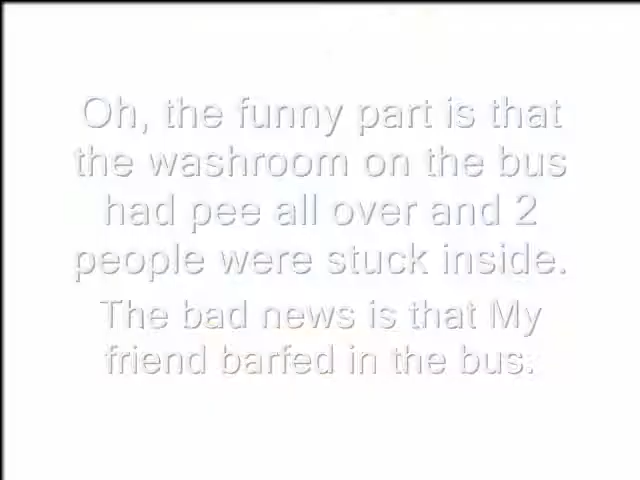 Oh, the funny part is that
the washroom on the bus
had pee all over and 2
people were stuck inside.
The bad news is that My
friend barfed in the bus.